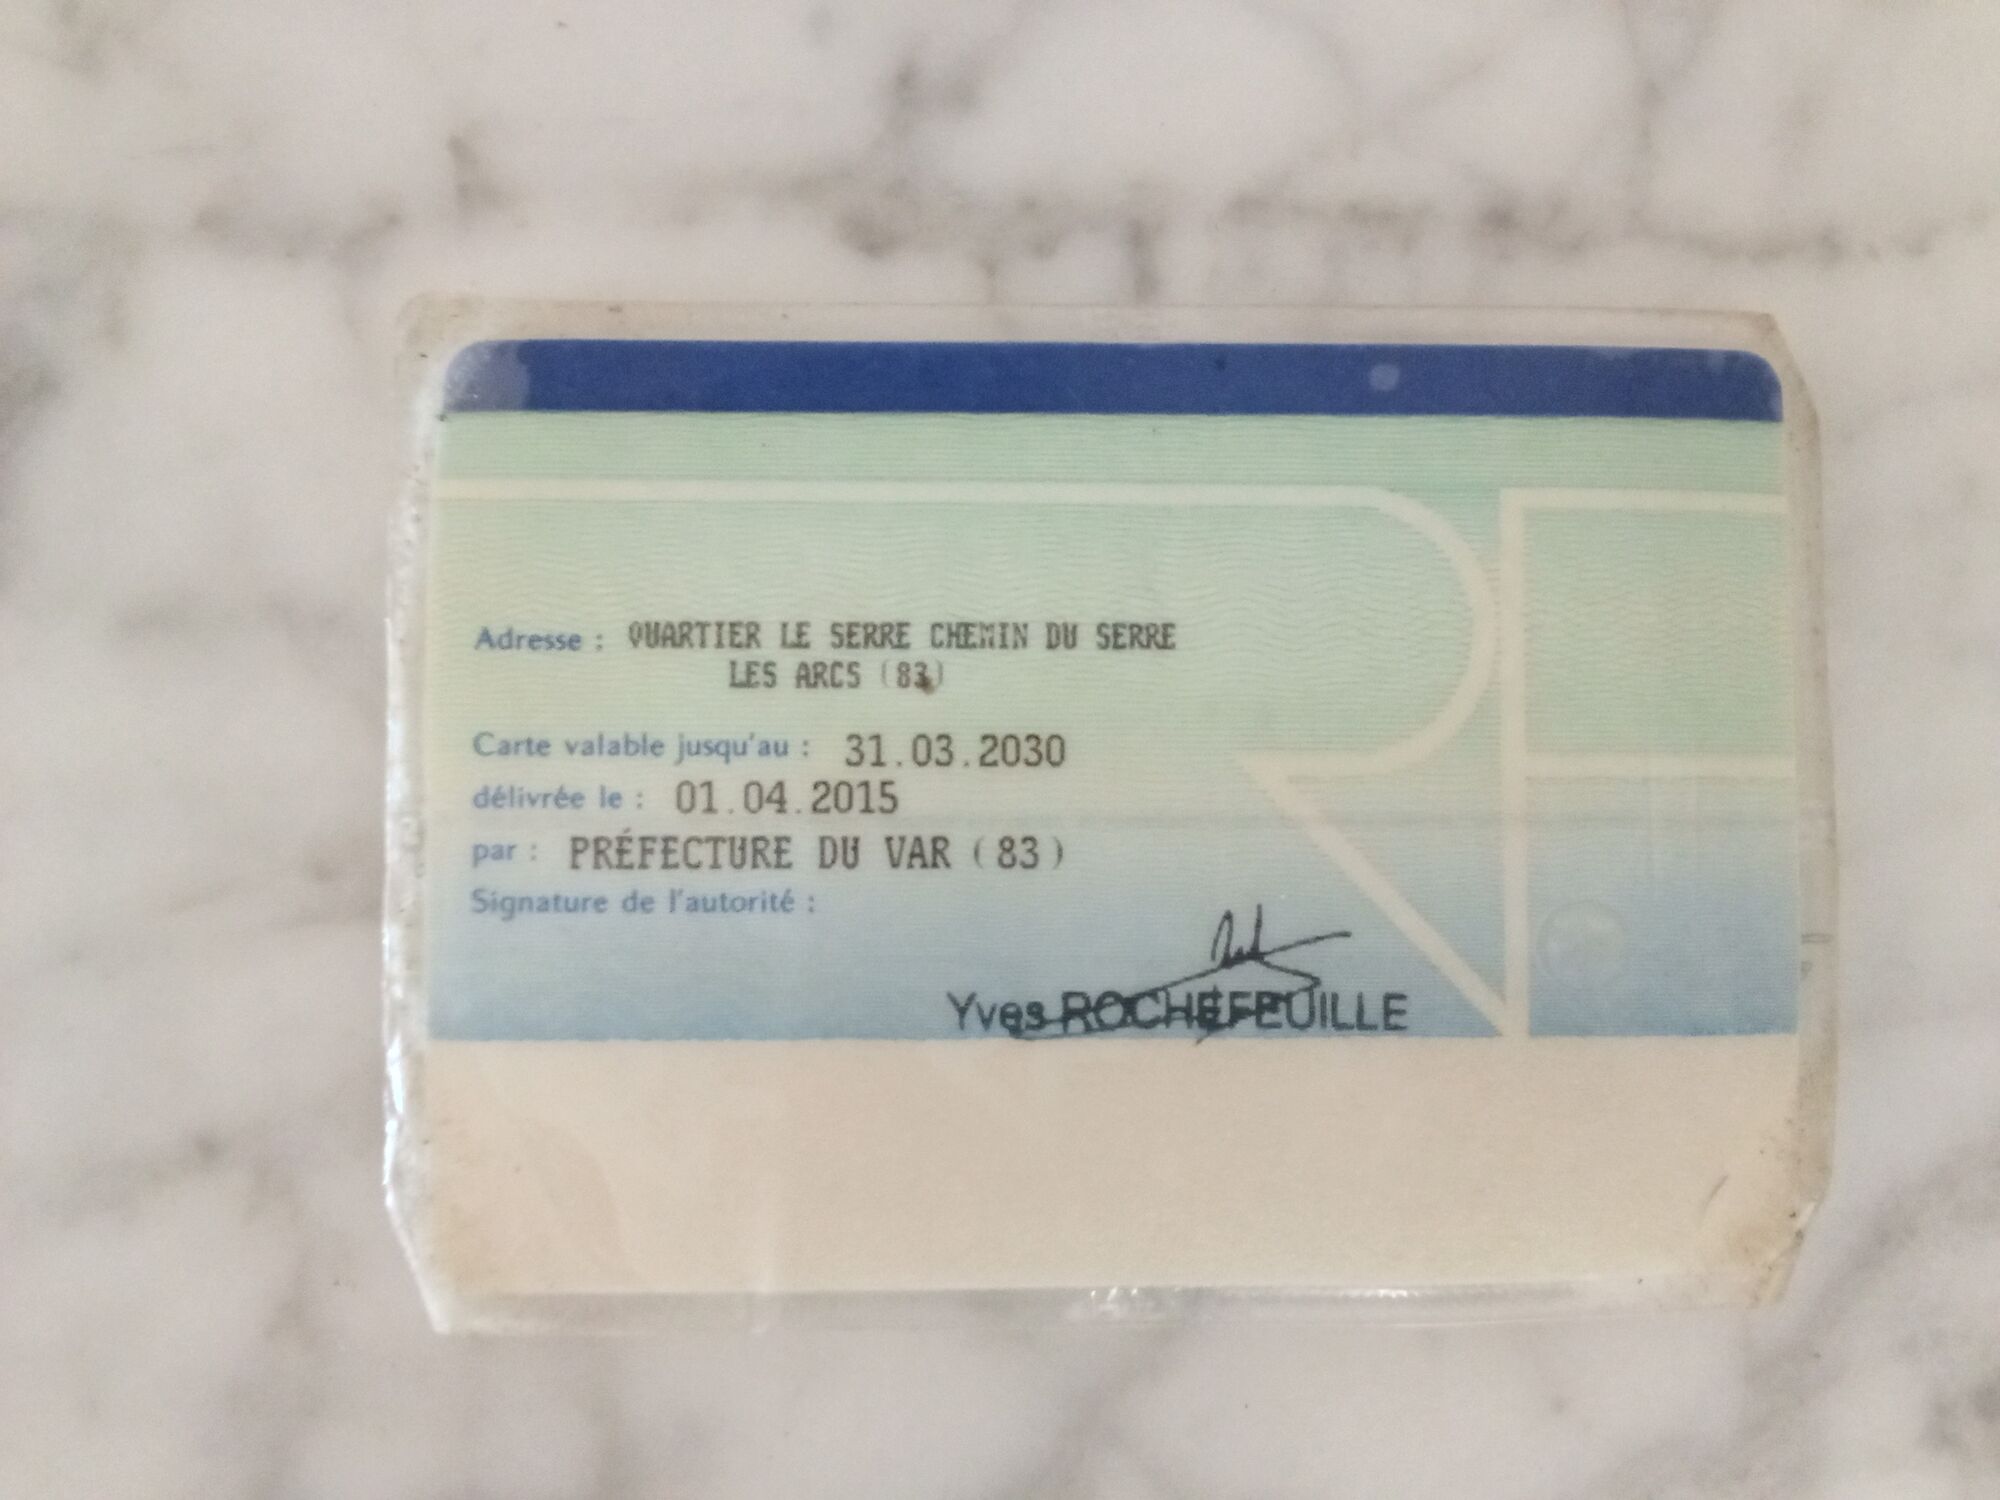 Adresse : QUARTIER LE SERRE CHEMIN DU SERRE
LES ARCS (83)
Carte valable jusqu'au : 31.03.2030
délivrée le : 01.04.2015
par : PRÉFECTURE DU VAR (83)
Signature de l'autorité :
Yves ROCHEFEUILLE
RF